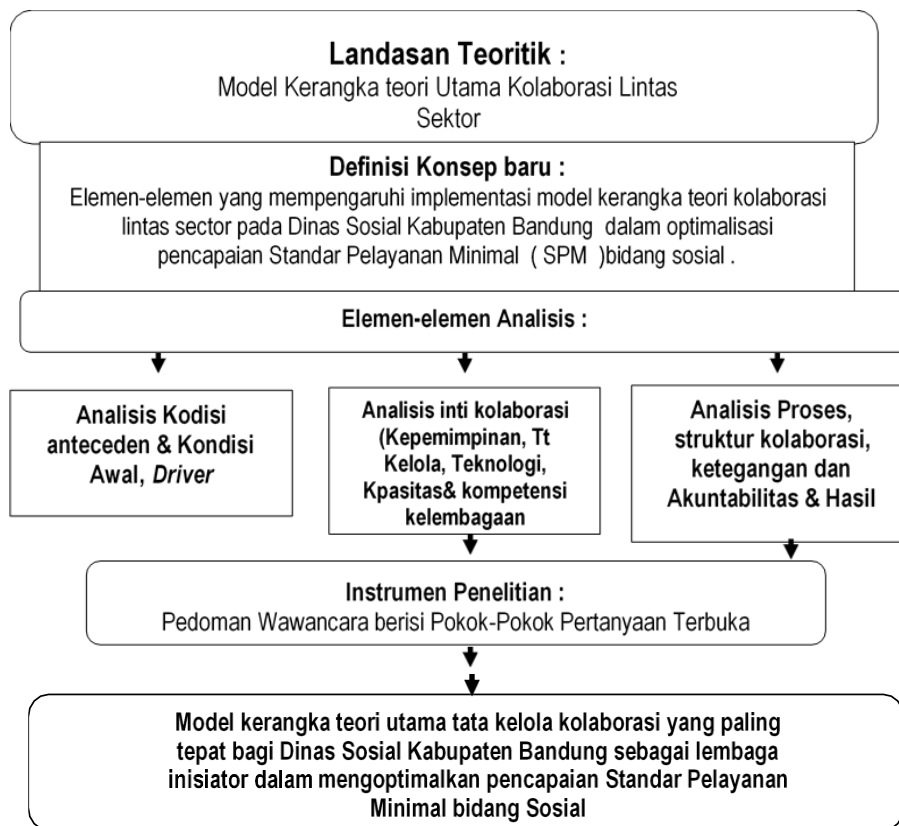 Landasan Teoritik :
Model Kerangka teori Utama Kolaborasi Lintas
Sektor
Definisi Konsep baru :
Elemen-elemen yang mempengaruhi implementasi model kerangka teori kolaborasi
lintas sector pada Dinas Sosial Kabupaten Bandung dalam optimalisasi
pencapaian Standar Pelayanan Minimal ( SPM )bidang sosial .
Elemen-elemen Analisis :
Analisis Kodisi
anteceden & Kondisi
Awal, Driver
Analisis inti kolaborasi
(Kepemimpinan, Tt
Kelola, Teknologi,
Kpasitas& kompetensi
kelembagaan
Analisis Proses,
struktur kolaborasi,
ketegangan dan
Akuntabilitas & Hasil
Instrumen Penelitian :
Pedoman Wawancara berisi Pokok-Pokok Pertanyaan Terbuka
Model kerangka teori utama tata kelola kolaborasi yang paling
tepat bagi Dinas Sosial Kabupaten Bandung sebagai lembaga
inisiator dalam mengoptimalkan pencapaian Standar Pelayanan
Minimal bidang Sosial